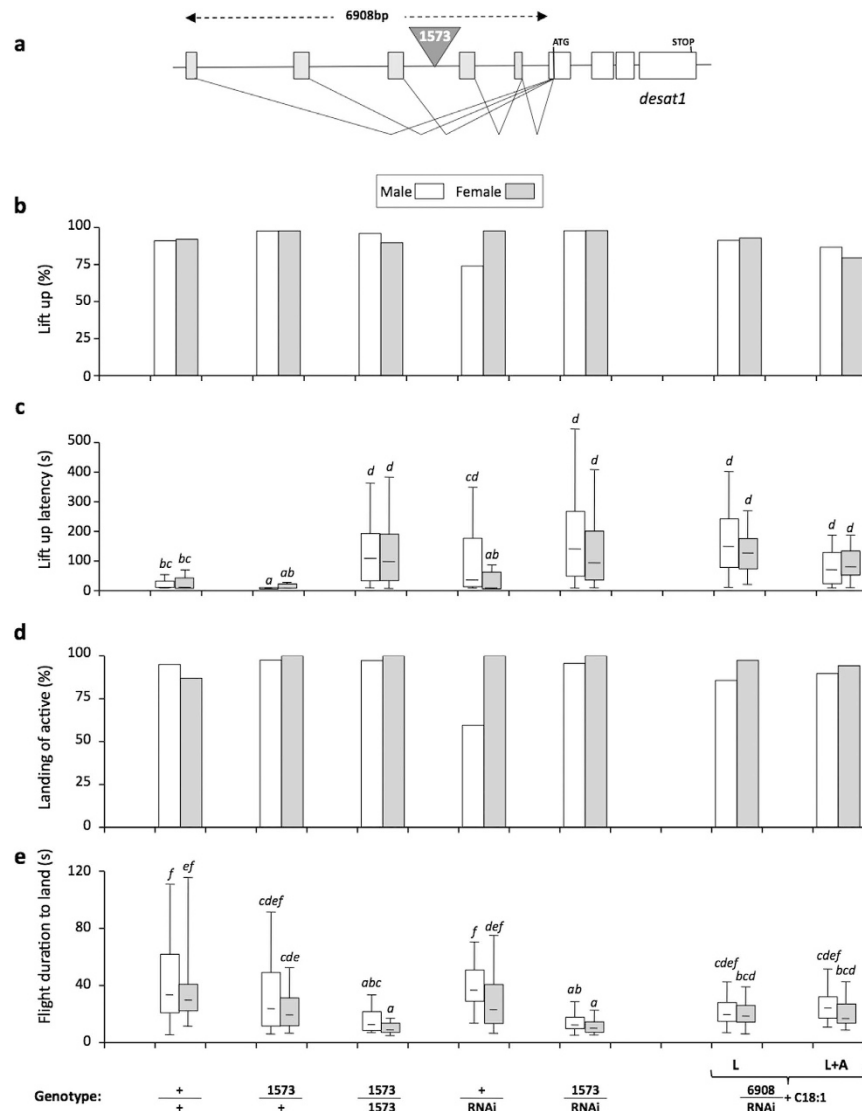 6908bp
a
1573
ATG
STOP
desat1
Male
Female
b
100
75
50
25
0
Lift up (%)
c
500
400
300
200
100
0
Lift up latency (s)
bc bc
a ab
d d
cd ab
d d
d d
d d
d
100
75
50
25
0
Landing of active (%)
e
120
80
40
0
Flight duration to land (s)
f ef
cdef cde
abc a
f def
ab a
cdef bcd
cdef bcd
L L+A
Genotype:
+ 1573 1573 + 1573 6908 + C18:1
+ + 1573 RNAi RNAi RNAi